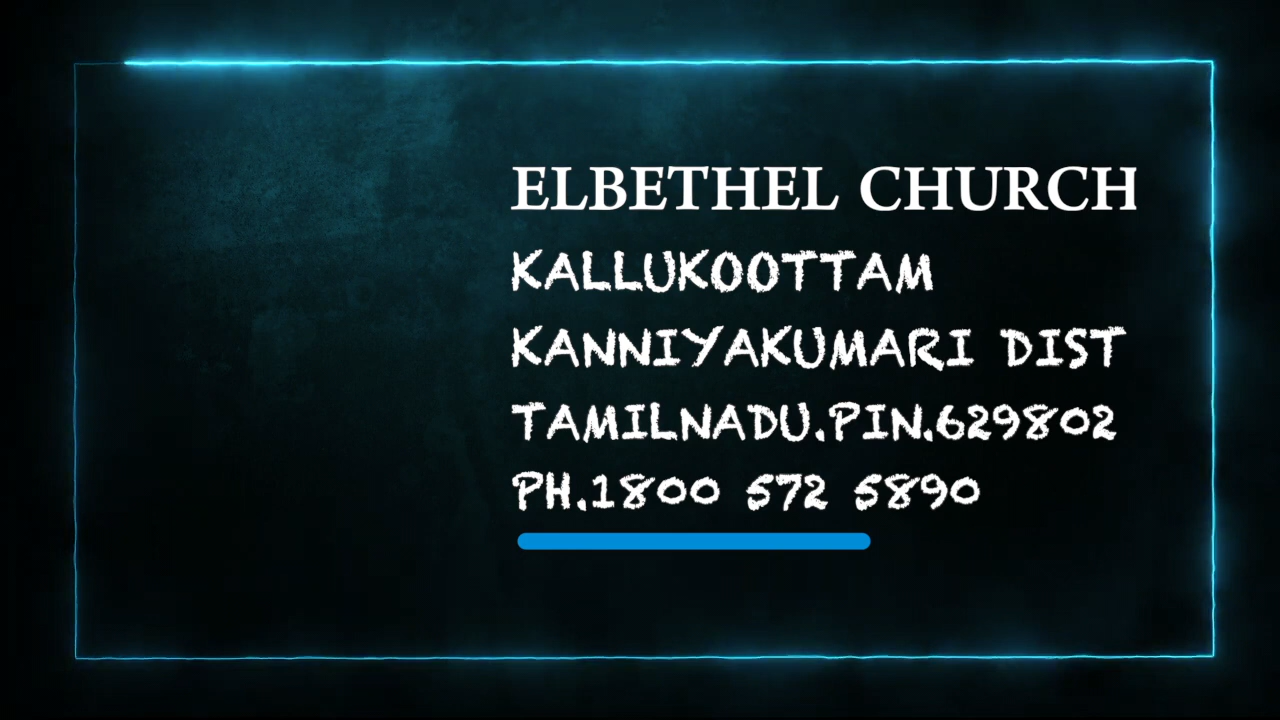 ELBETHEL CHURCH
KALLUKOOTTAM
KANNIYAKUMARI DIST
TAMILNADU.PIN.629802
PH.1800 572 5890